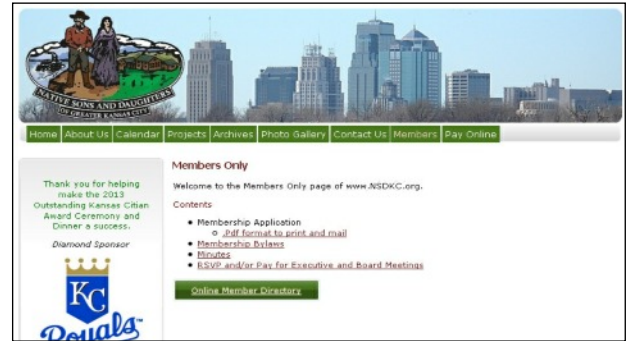 NATIVE SONS AND DAUGHTERS
OF GREATER KANSAS CITY
Home About Us Calendar Projects Archives Photo Gallery Contact Us Members Pay Online
Thank you for helping
make the 2013
Outstanding Kansas Citian
Award Ceremony and
Dinner a success.
Diamond Sponsor
KC
Royals
Members Only
Welcome to the Members Only page of www.NSDKC.org.
Contents
Membership Application
.Pdf format to print and mail
Membership Bylaws
Minutes
RSVP and/or Pay for Executive and Board Meetings
Online Member Directory